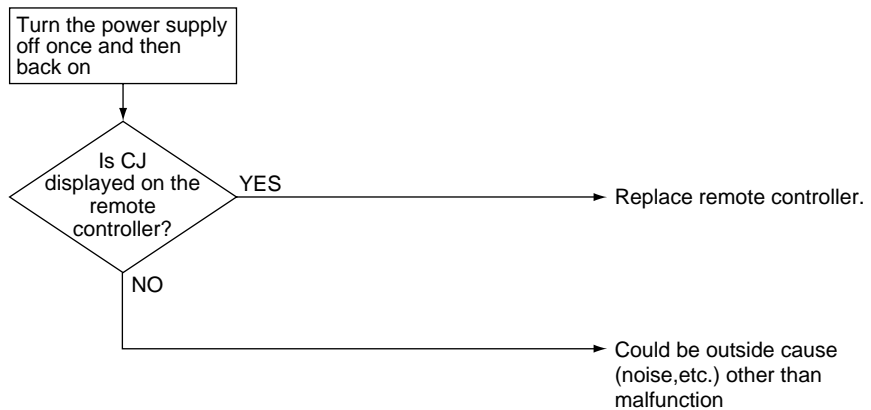 Turn the power supply
off once and then
back on
Is CJ
displayed on the
remote
controller?
YES
Replace remote controller.
NO
Could be outside cause
(noise,etc.) other than
malfunction